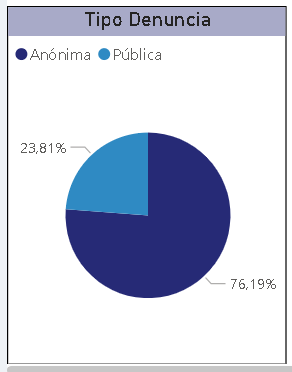 Tipo Denuncia
Anónima Pública
23,81%
76,19%